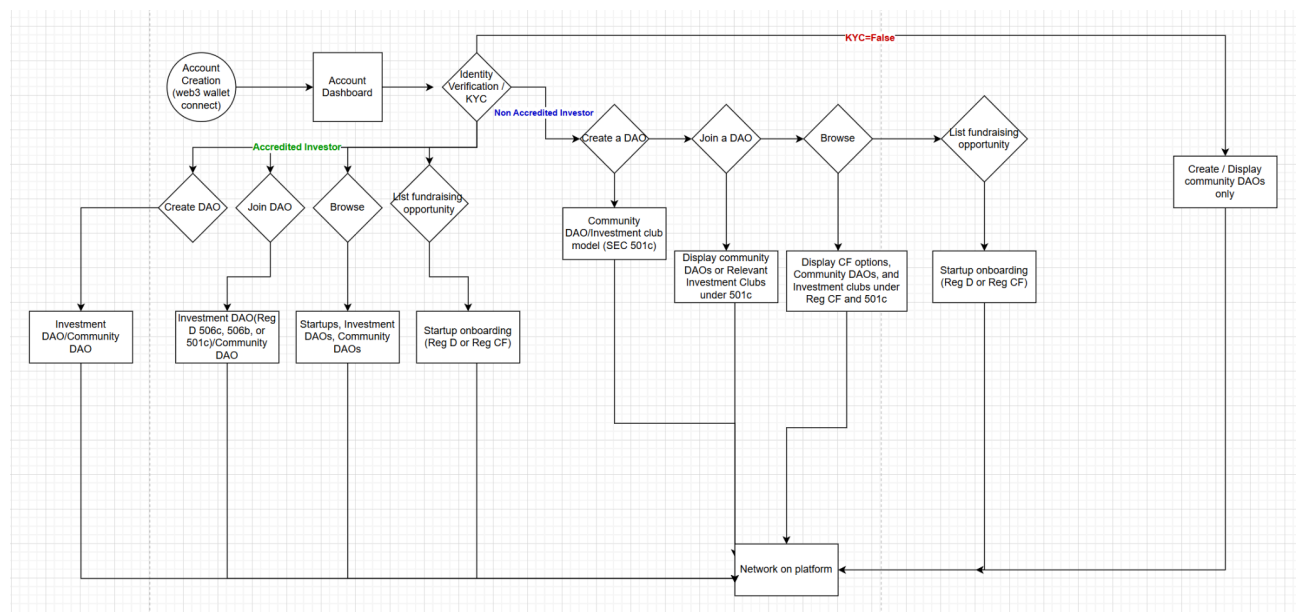 KYC=False
Account
Creation
(web3 wallet
connect)
Account
Dashboard
Identity
Verification /
KYC
Non Accredited Investor
Accredited Investor
Create a DAO
Join a DAO
Browse
List fundraising
opportunity
Create / Display
community DAOs
only
Create DAO
Join DAO
Browse
List fundraising
opportunity
Community
DAO/Investment club
model (SEC 501c)
Display community
DAOs or Relevant
Investment Clubs
under 501c
Display CF options,
Community DAOs, and
Investment clubs under
Reg CF and 501c
Startup onboarding
(Reg D or Reg CF)
Investment
DAO/Community
DAO
Investment DAO(Reg
D 506c, 506b, or
501c)/Community
DAO
Startups, Investment
DAOs, Community
DAOs
Startup onboarding
(Reg D or Reg CF)
Network on platform